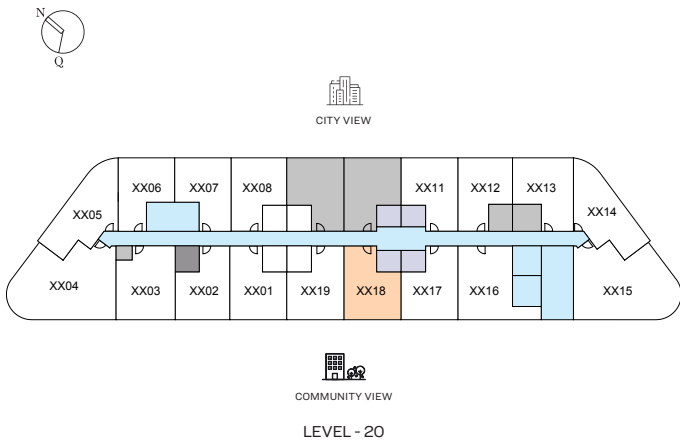 N
Q
CITY VIEW
XX06 XX07 XX08 XX11 XX12 XX13
XX05 XX14
XX04 XX03 XX02 XX01 XX19 XX18 XX17 XX16 XX15
COMMUNITY VIEW
LEVEL - 20